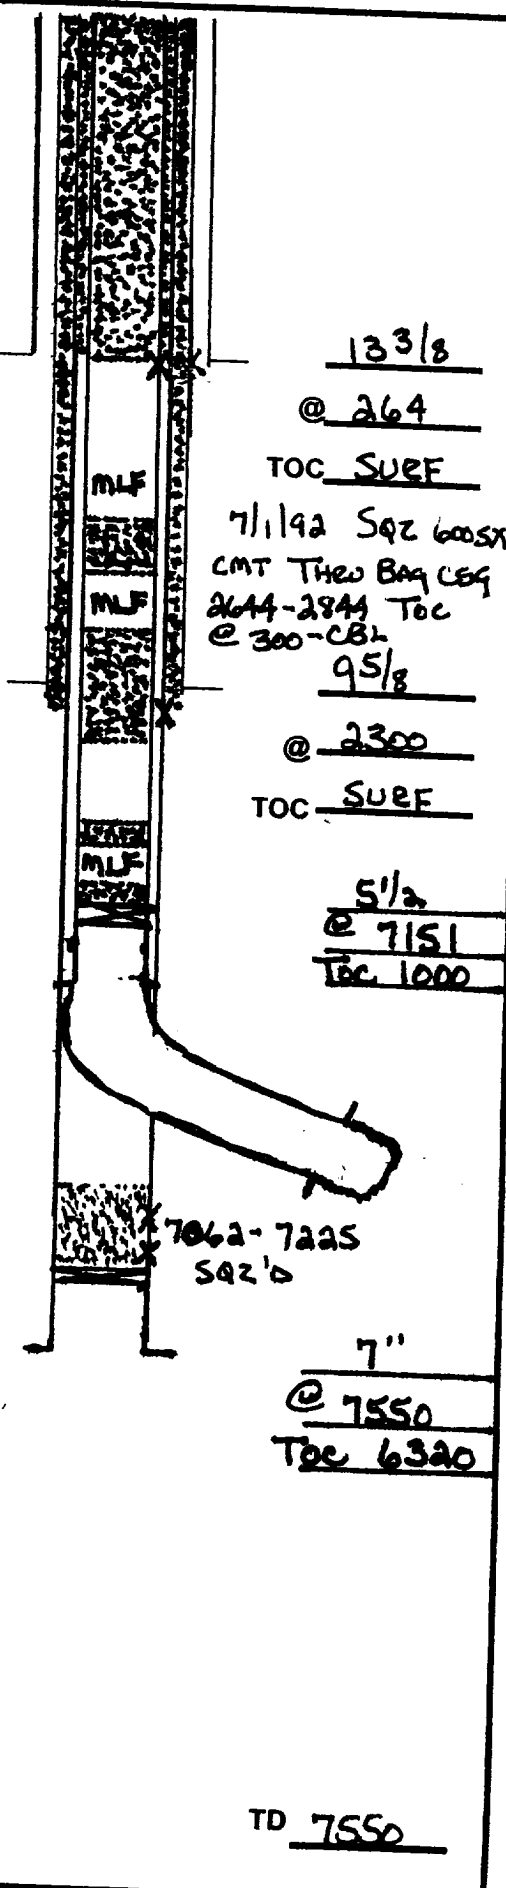 13 3/8
@ 264
TOC SURF
MLF
7/1/92 SQZ 600SX
CMT THRU BAQ CSG
MLF
2644-2844 TOC
@ 300-CBL
9 5/8
@ 2300
TOC SURF
MLF
5 1/2
@ 7151
TOC 1000
7062-7225
SQZ'D
7"
@ 7550
TOC 6320
TD 7550